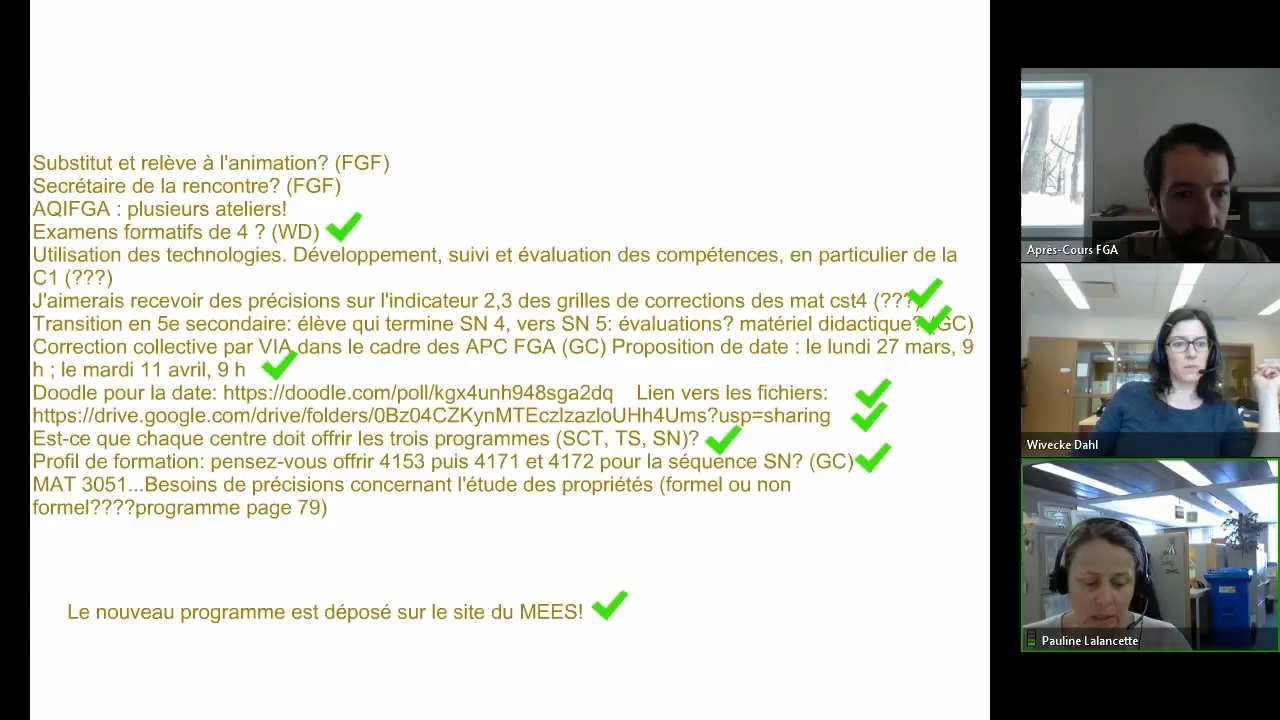 Substitut et relève à l'animation? (FGF)
Secrétaire de la rencontre? (FGF)
AQIFGA : plusieurs ateliers!
Examens formatifs de 4 ? (WD)
Utilisation des technologies. Développement, suivi et évaluation des compétences, en particulier de la
C1 (???)
J'aimerais recevoir des précisions sur l'indicateur 2,3 des grilles de corrections des mat cst4 (???)
Transition en 5e secondaire: élève qui termine SN 4, vers SN 5: évaluations? matériel didactique? (GC)
Correction collective par VIA dans le cadre des APC FGA (GC) Proposition de date : le lundi 27 mars, 9
h ; le mardi 11 avril, 9 h
Doodle pour la date: https://doodle.com/poll/kgx4unh948sga2dq Lien vers les fichiers:
https://drive.google.com/drive/folders/0Bz04CZKynMTEczlzazloUHh4Ums?usp=sharing
Est-ce que chaque centre doit offrir les trois programmes (SCT, TS, SN)?
Profil de formation: pensez-vous offrir 4153 puis 4171 et 4172 pour la séquence SN? (GC)
MAT 3051...Besoins de précisions concernant l'étude des propriétés (formel ou non
formel????programme page 79)
Le nouveau programme est déposé sur le site du MEES!
Après-Cours FGA
Wivecke Dahl
Pauline Lalancette